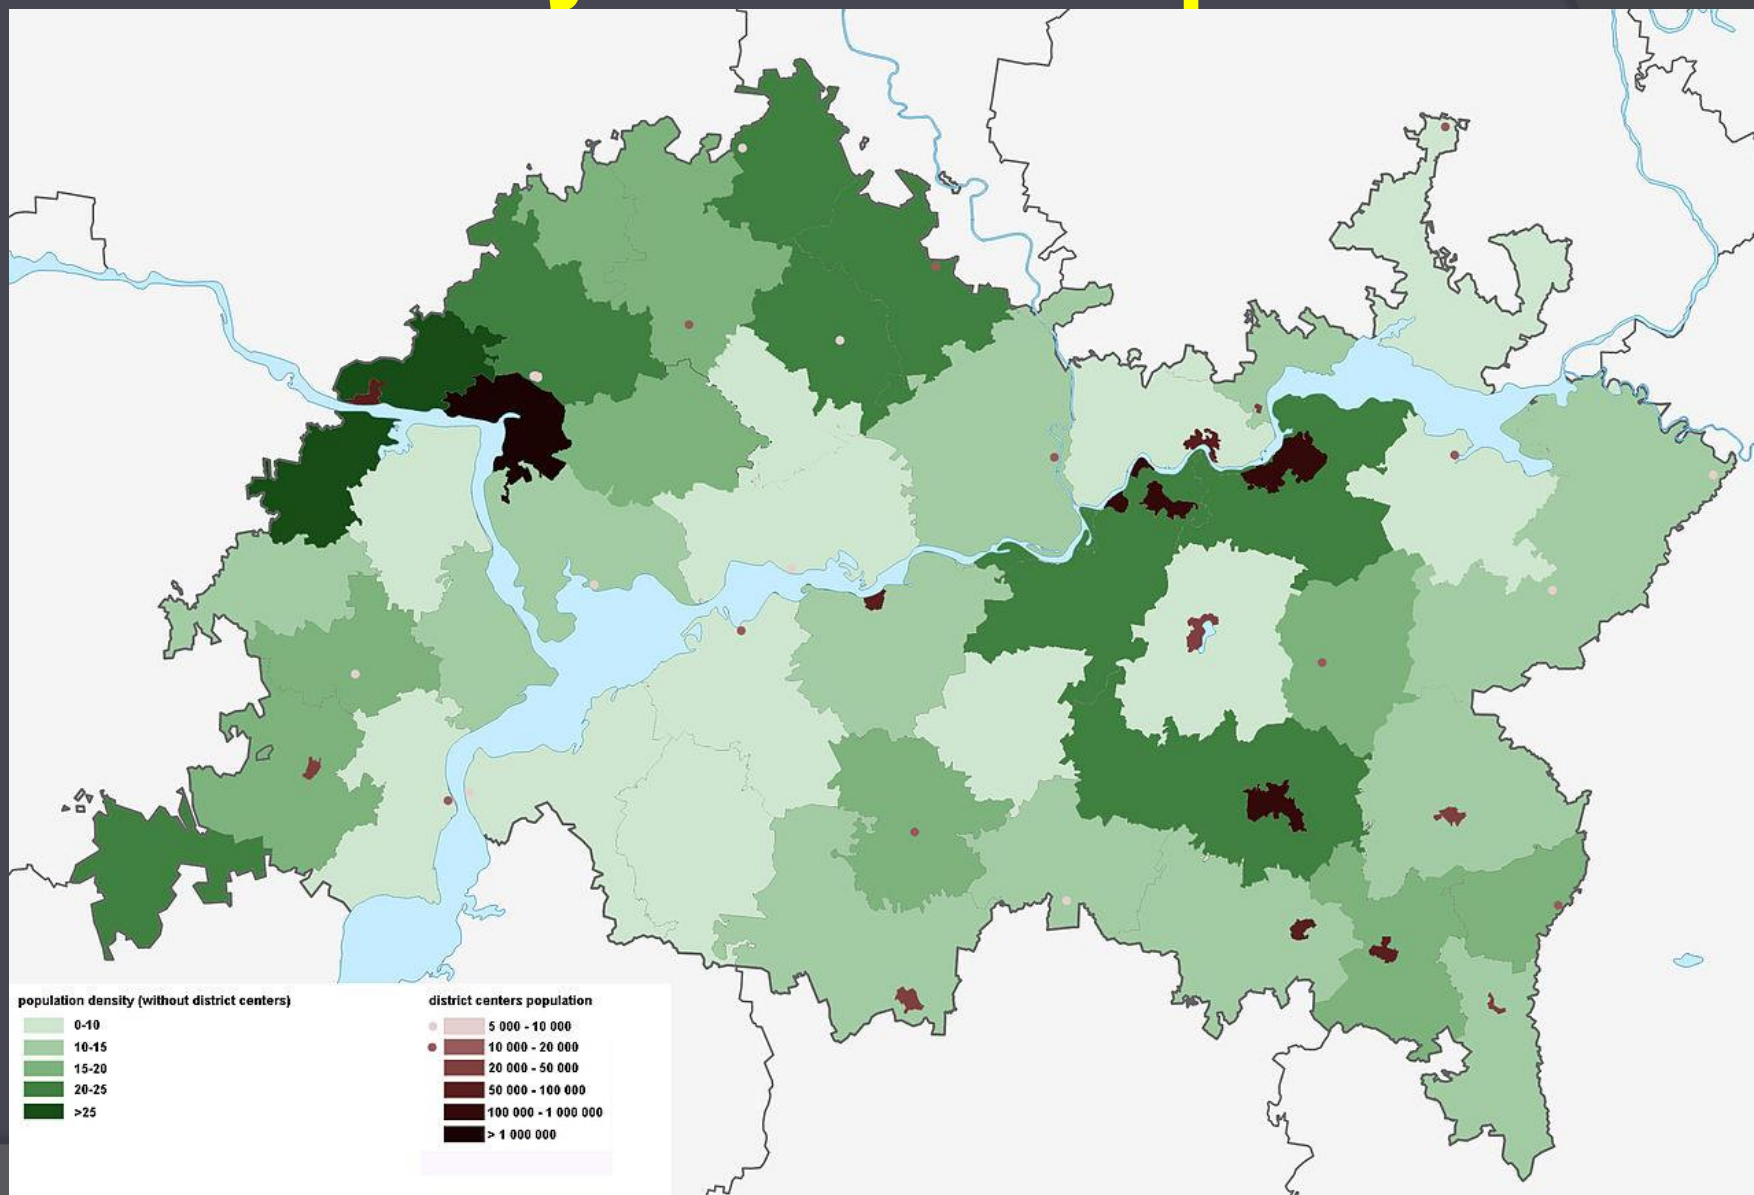 population density (without district centers)
0-10
10-15
15-20
20-25
>25
district centers population
5 000 - 10 000
10 000 - 20 000
20 000 - 50 000
50 000 - 100 000
100 000 - 1 000 000
> 1 000 000